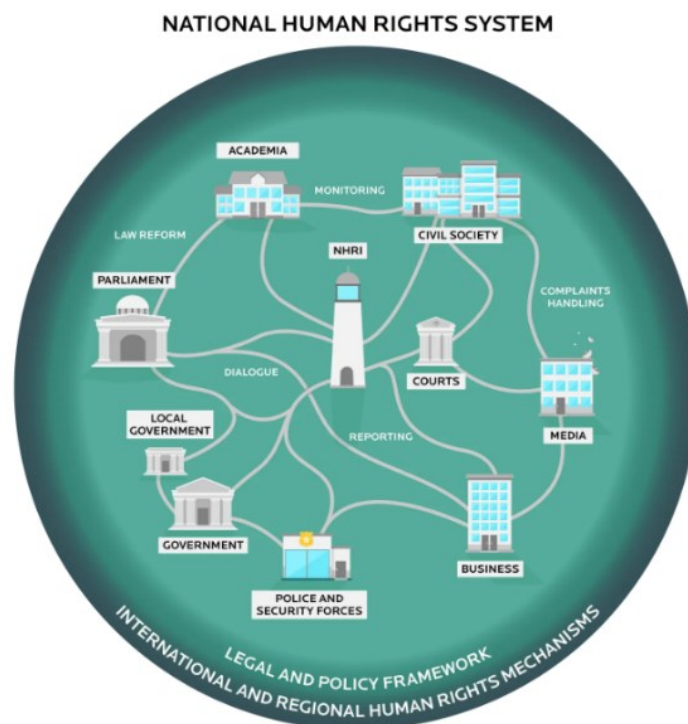 NATIONAL HUMAN RIGHTS SYSTEM
ACADEMIA
MONITORING
CIVIL SOCIETY
LAW REFORM
NHRI
PARLIAMENT
COMPLAINTS
HANDLING
DIALOGUE
COURTS
LOCAL
GOVERNMENT
REPORTING
MEDIA
GOVERNMENT
BUSINESS
POLICE AND
SECURITY FORCES
LEGAL AND POLICY FRAMEWORK
INTERNATIONAL AND REGIONAL HUMAN RIGHTS MECHANISMS